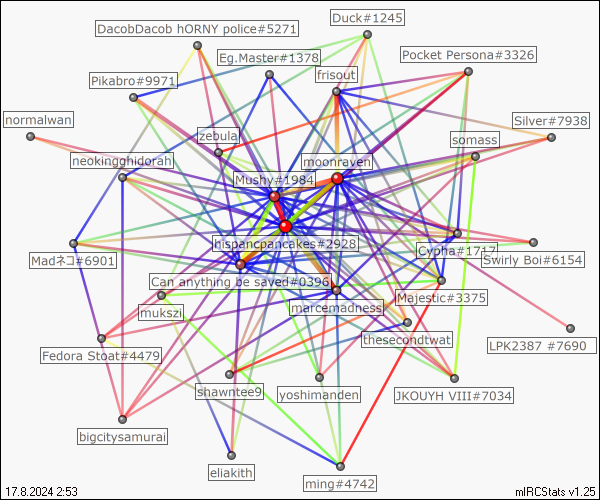 Duck#1245
DacobDacob hORNY police#5271
Eg.Master#1378
Pocket Persona#3326
Pikabro#9971
frisout
normalwan
Silver#7938
zebula
somass
neokingghidorah
moonraven
Mushy#1984
hispancpancakes#2928
Cypha#1717
Madネコ#6901
Swirly Boi#6154
Can anything be saved#0396
Majestic#3375
mukszi
marcemadness
thesecondtwat
LPK2387 #7690
Fedora Stoat#4479
shawntee9
yoshimanden
JKOUYH VIII#7034
bigcitysamurai
eliakith
ming#4742
17.8.2024 2:53
mIRCStats v1.25